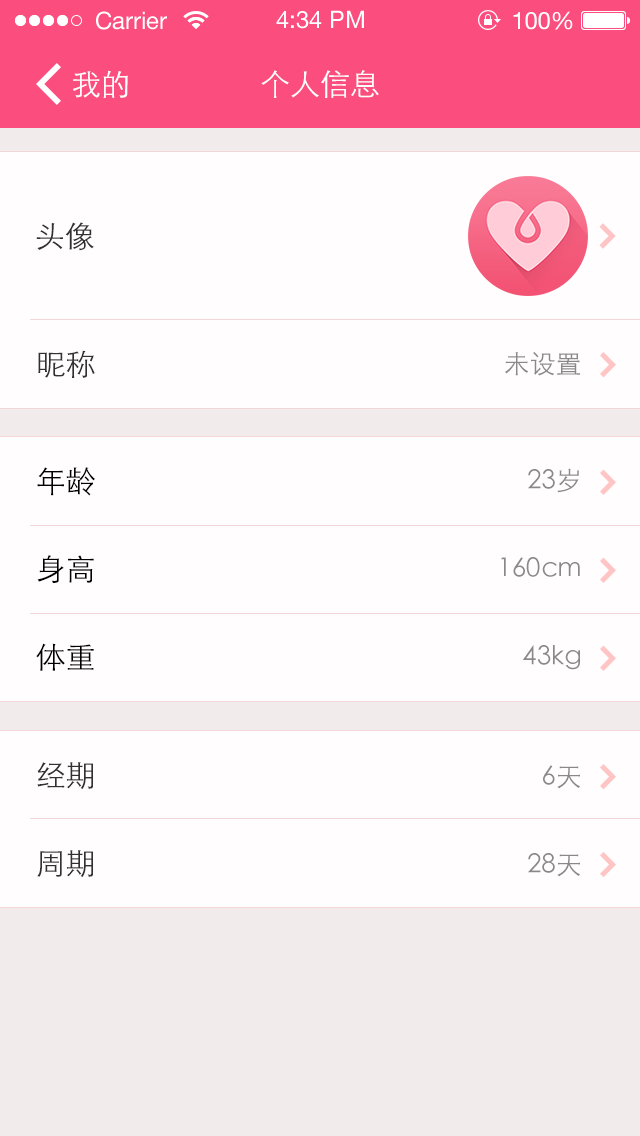 Carrier 4:34 PM 100%
我的 个人信息
头像
昵称 未设置
年龄 23岁
身高 160cm
体重 43kg
经期 6天
周期 28天